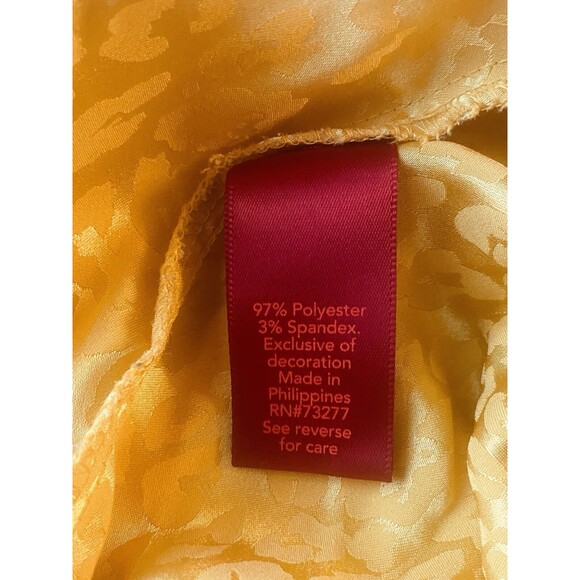 97% Polyester
3% Spandex.
Exclusive of
decoration
Made in
Philippines
RN#73277
See reverse
for care